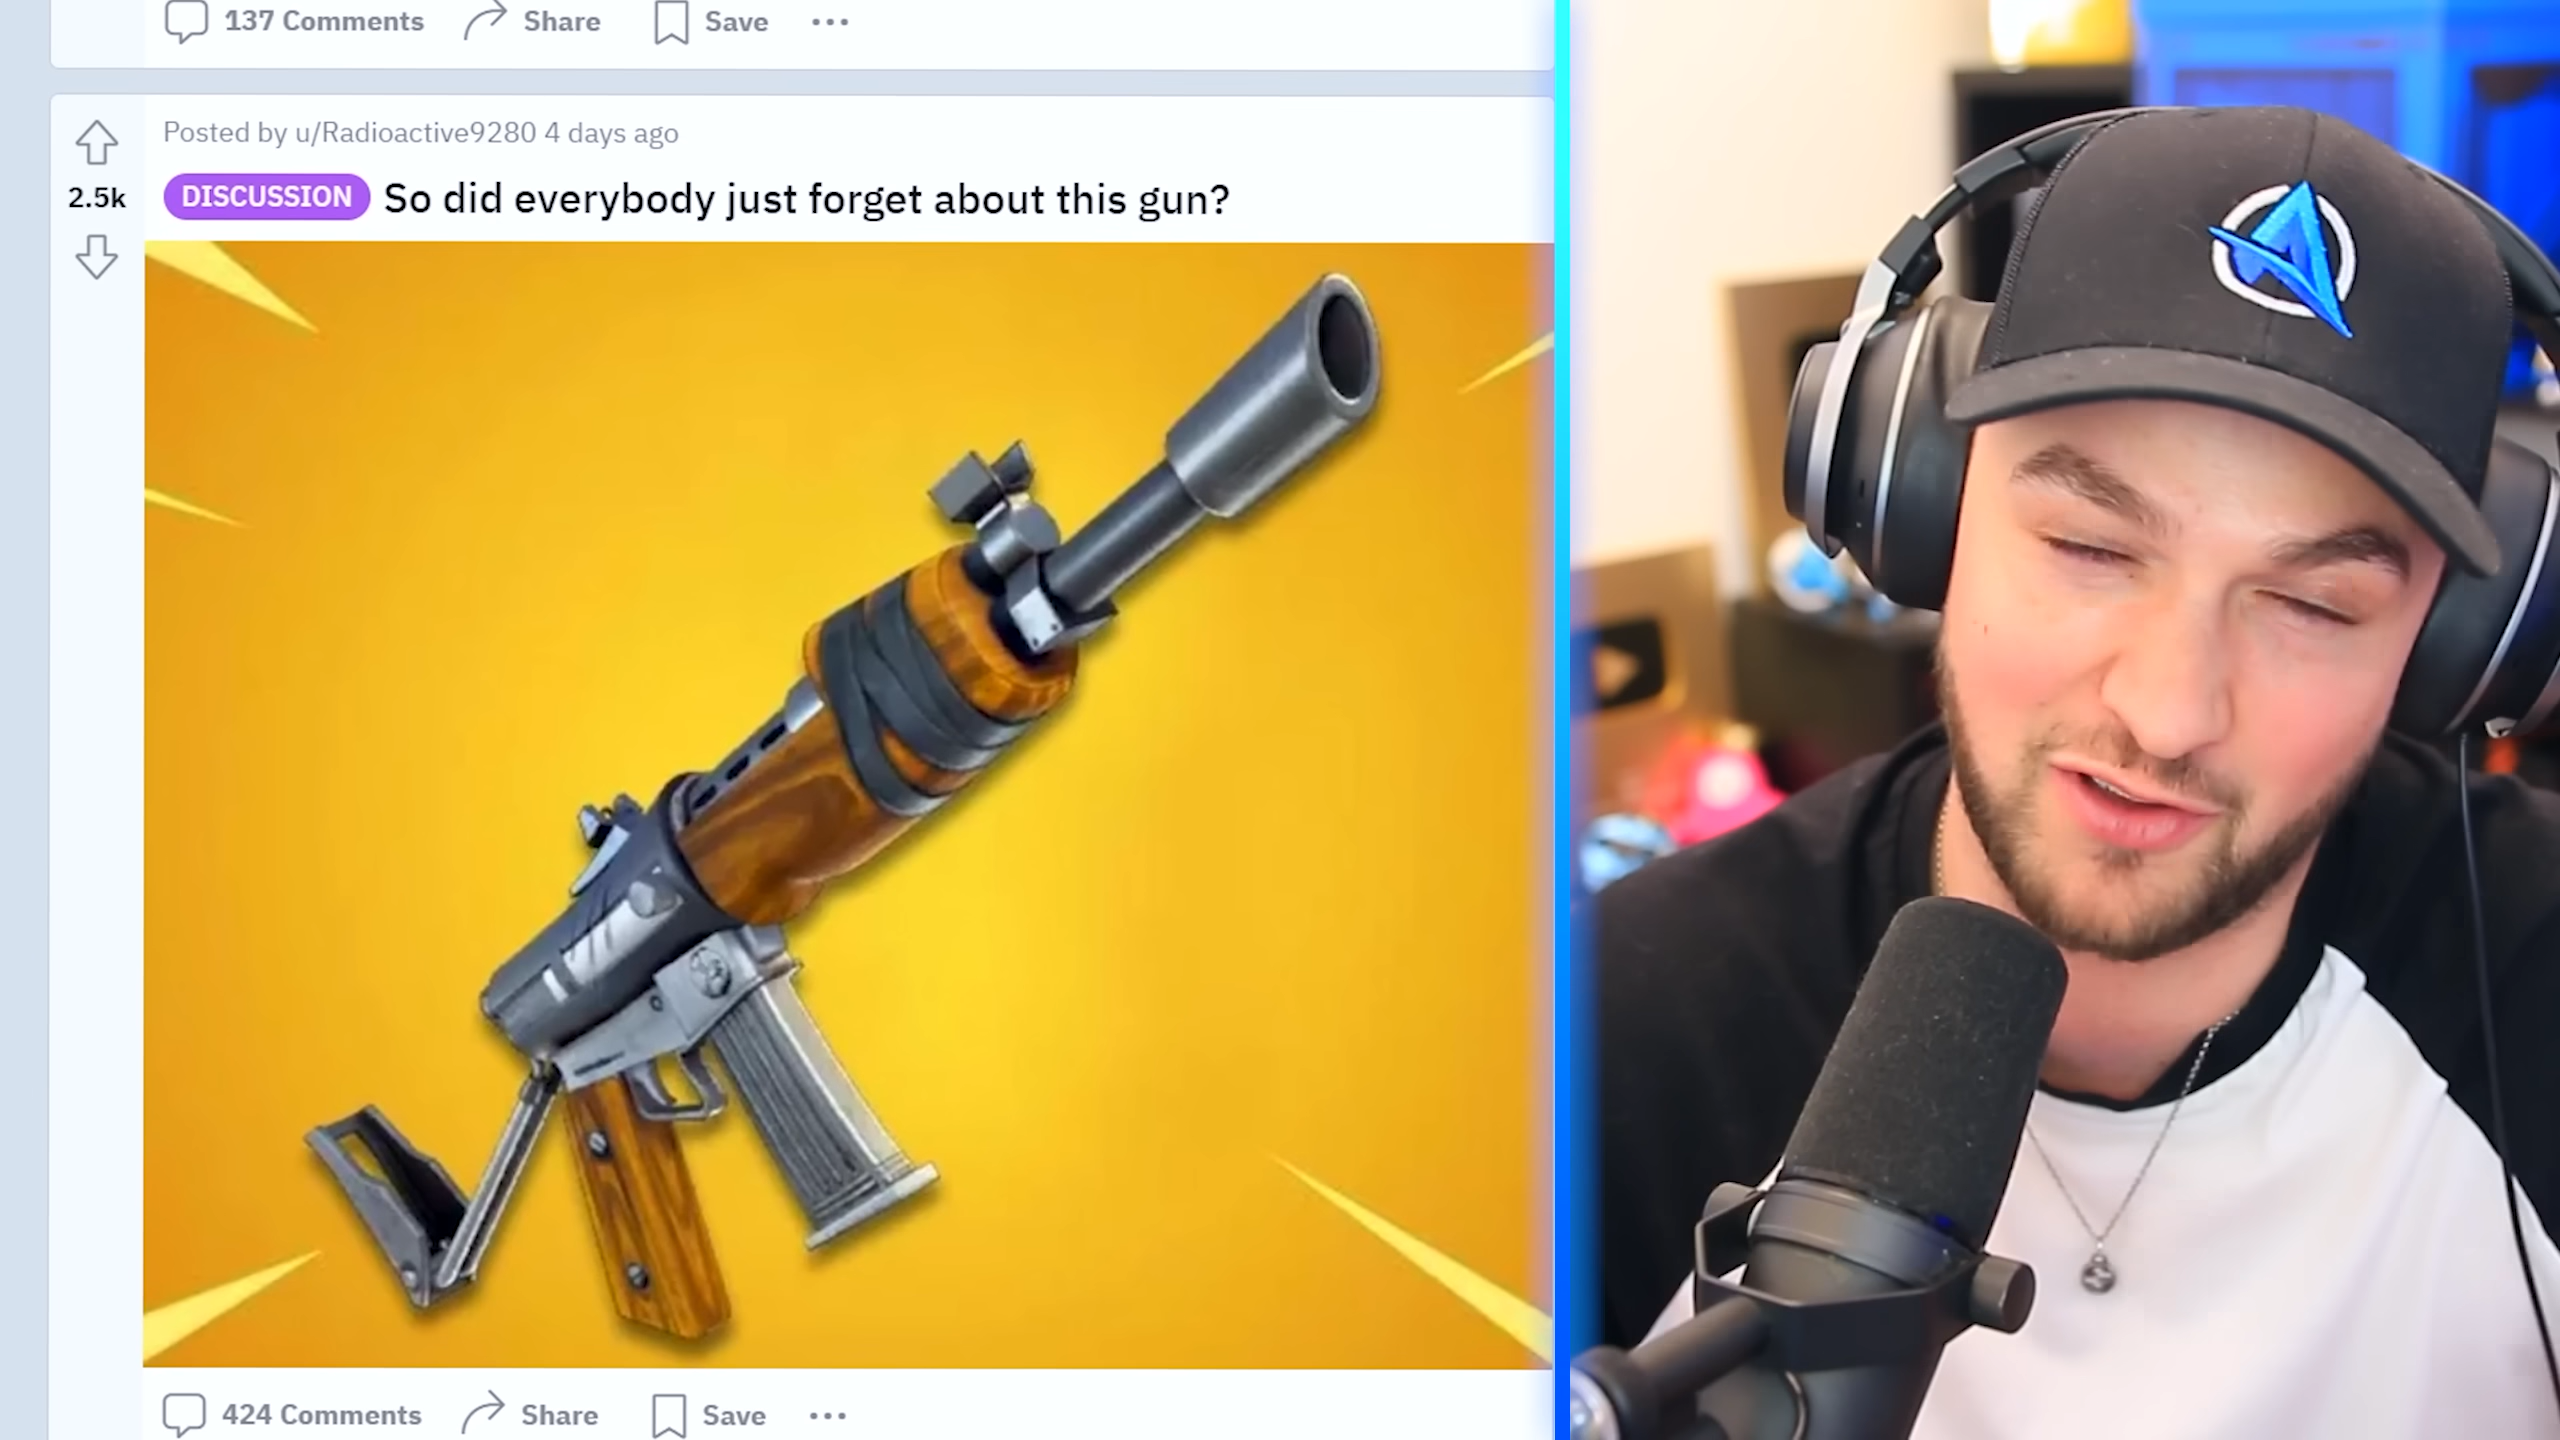 137 Comments Share Save
Posted by u/Radioactive9280 4 days ago
2.5k
DISCUSSION So did everybody just forget about this gun?
424 Comments Share Save